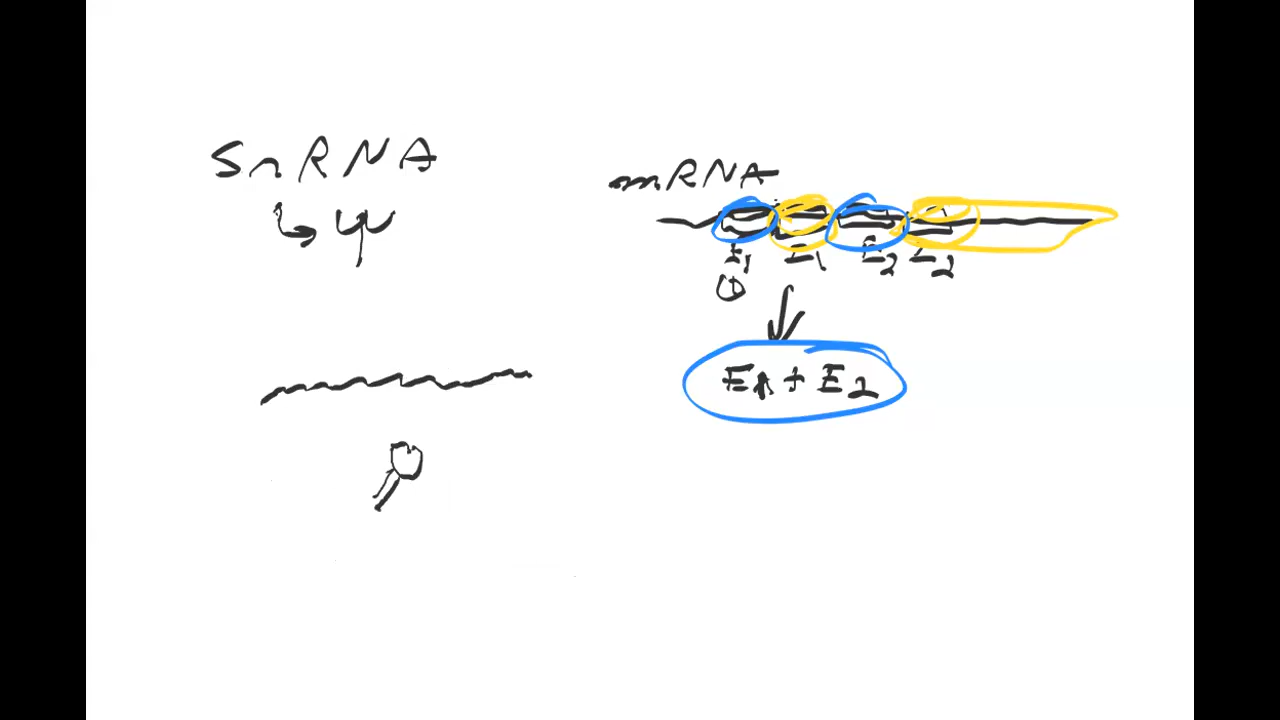 SnRNA
↳ ψ
mRNA
E1 I1 E2 I2
①
E1 + E2